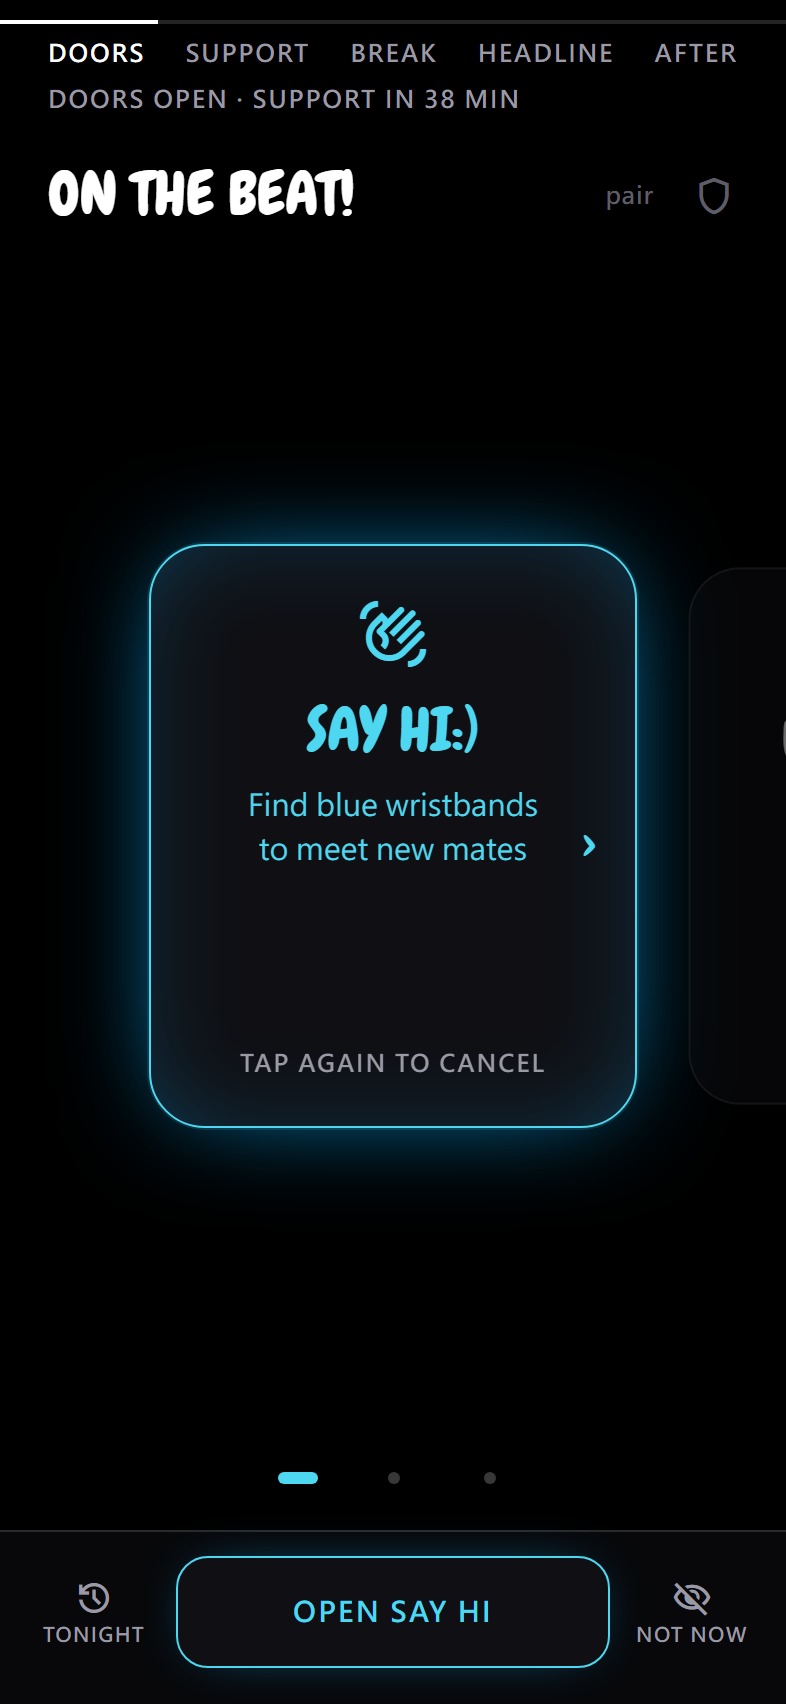 DOORS SUPPORT BREAK HEADLINE AFTER
DOORS OPEN · SUPPORT IN 38 MIN
ON THE BEAT!
pair
SAY HI:)
Find blue wristbands
to meet new mates
›
TAP AGAIN TO CANCEL
OPEN SAY HI
TONIGHT
NOT NOW